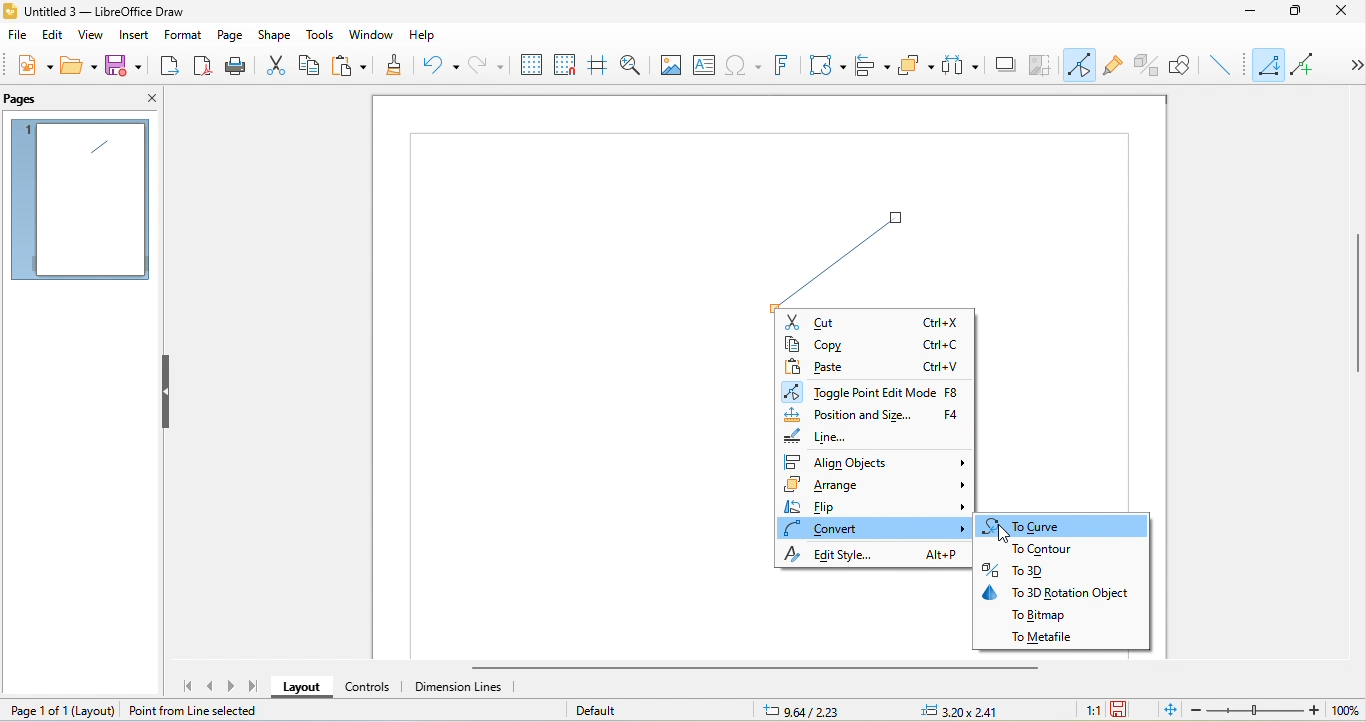 Untitled 3 — LibreOffice Draw
File Edit View Insert Format Page Shape Tools Window Help
Pages
1
Cut Ctrl+X
Copy Ctrl+C
Paste Ctrl+V
Toggle Point Edit Mode F8
Position and Size... F4
Line...
Align Objects
Arrange
Flip
Convert
Edit Style... Alt+P
To Curve
To Contour
To 3D
To 3D Rotation Object
To Bitmap
To Metafile
Layout Controls Dimension Lines
Page 1 of 1 (Layout) Point from Line selected Default 9.64 / 2.23 3.20 x 2.41 1:1 100%